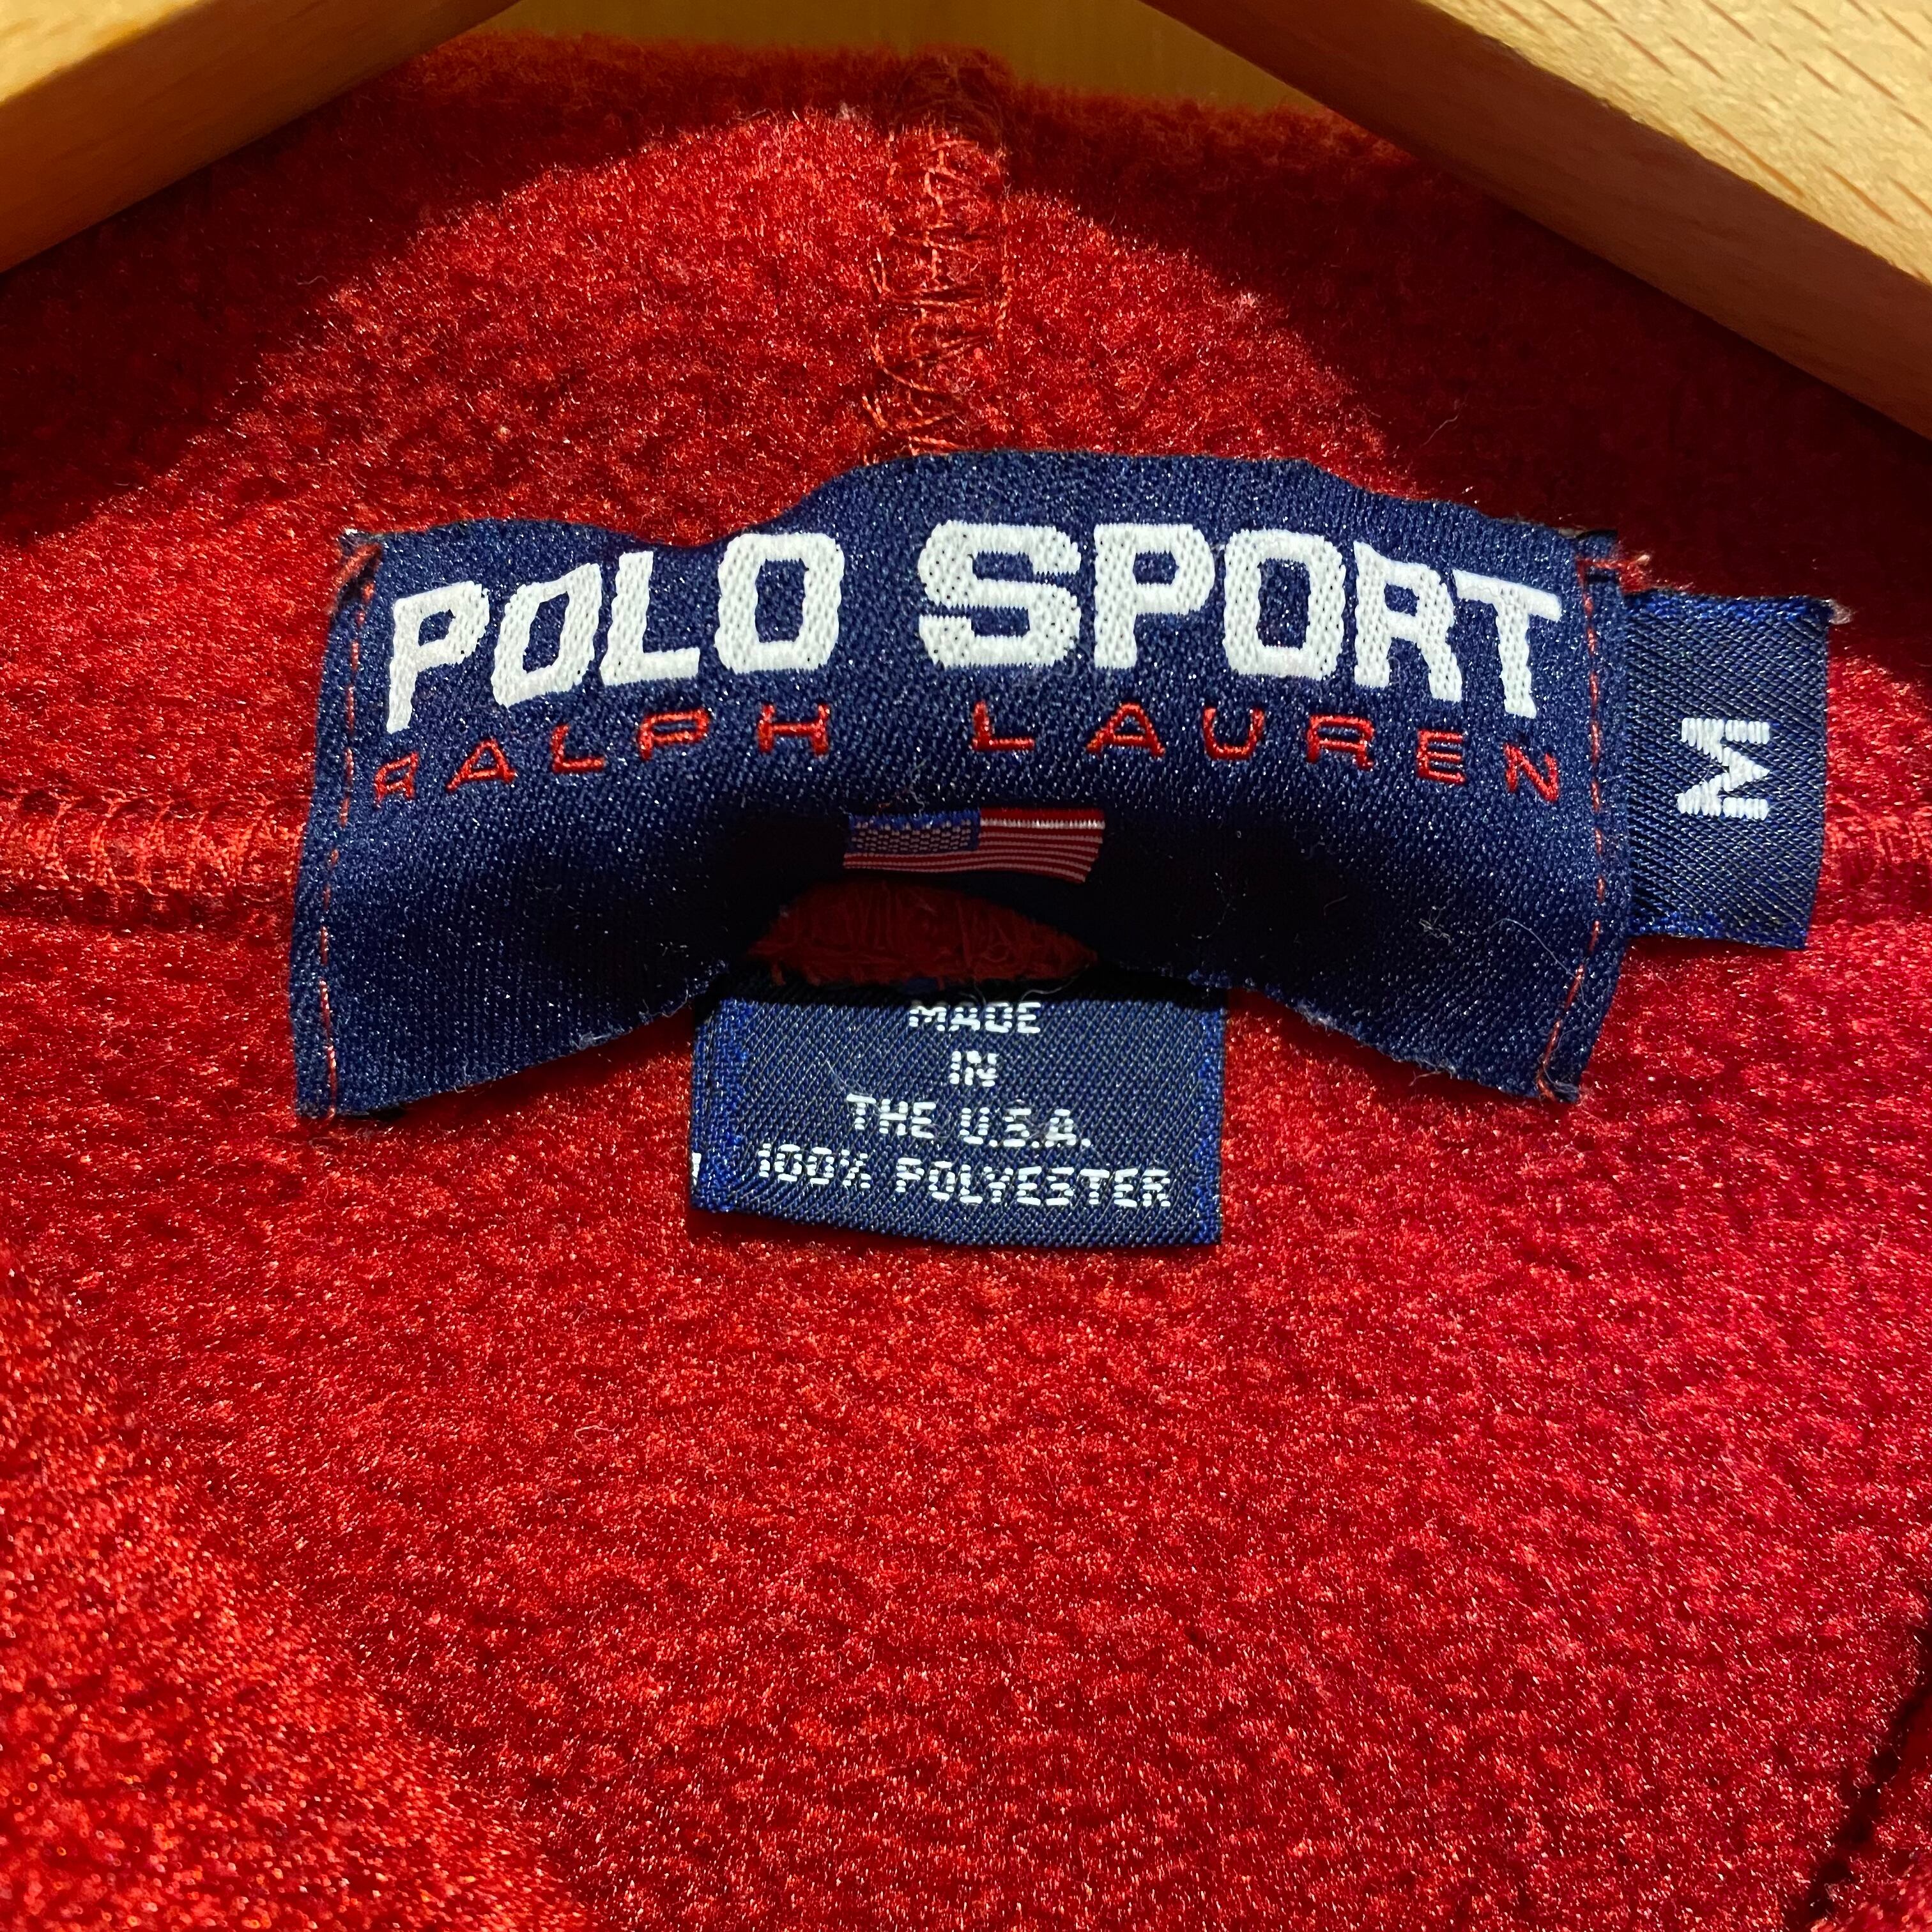 POLO SPORT
RALPH LAUREN
M
MADE
IN
THE U.S.A.
100% POLYESTER